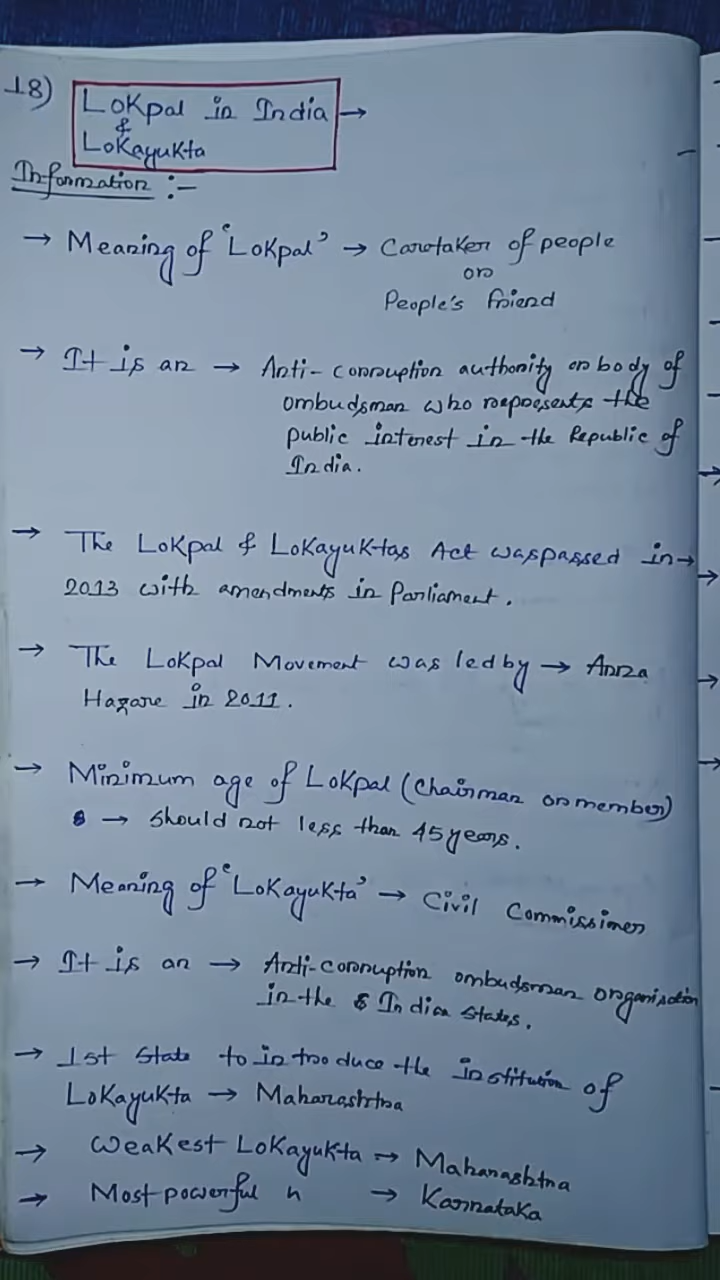 18) Lokpal in India →
&
Lokayukta
Information :-
→ Meaning of 'Lokpal' → Caretaker of people
or
People's friend
→ It is an → Anti-corruption authority or body of
ombudsman who represents the
public interest in the Republic of
India.
→ The Lokpal & Lokayuktas Act was passed in →
2013 with amendments in Parliament.
→ The Lokpal Movement was led by → Anna
Hazare in 2011.
→ Minimum age of Lokpal (Chairman or member)
→ should not less than 45 years.
→ Meaning of 'Lokayukta' → Civil Commissioner
→ It is an → Anti-corruption ombudsman organisation
in the Indian States.
→ 1st State to introduce the institution of
Lokayukta → Maharashtra
→ Weakest Lokayukta → Maharashtra
→ Most powerful " → Karnataka